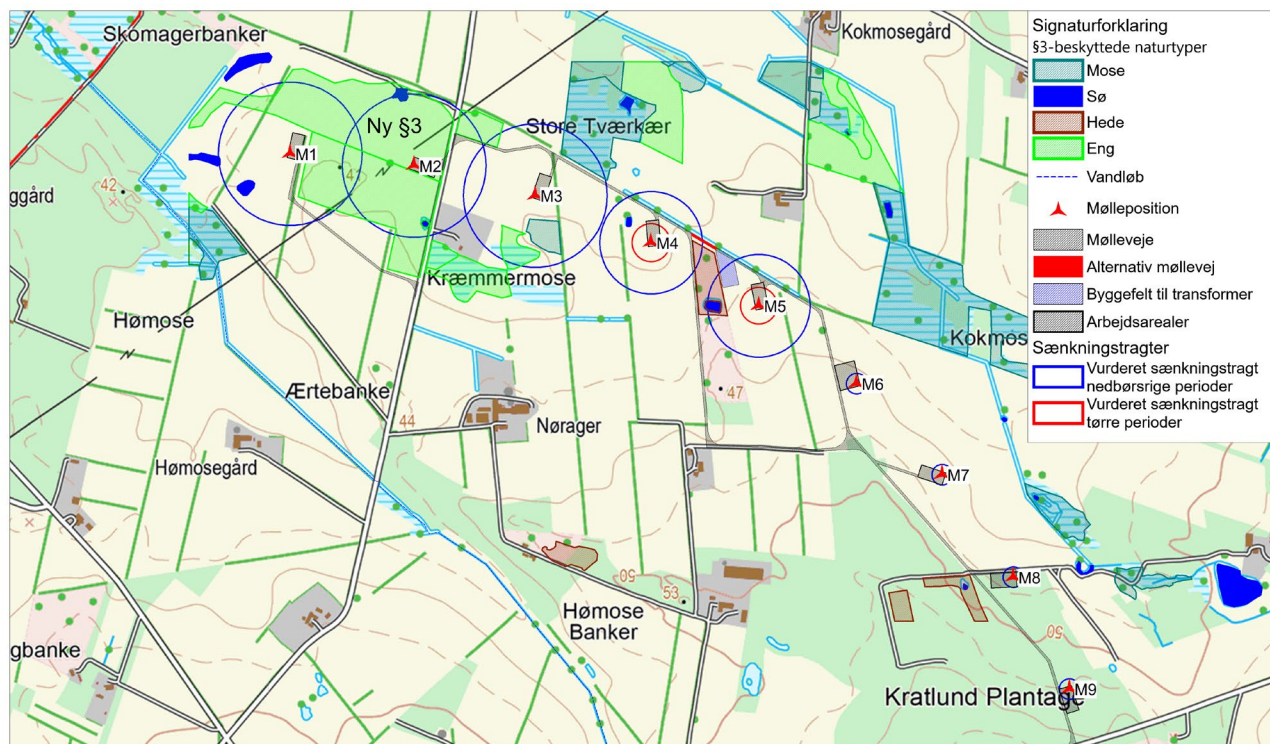 Skomagerbanker
Kokmosegård
Ny §3
Store Tværkær
M1
M2
M3
M4
M5
M6
M7
M8
M9
42
41
ggård
Kræmmermose
Hømose
Kokmos
Ærtebanke
44
47
Nørager
Hømosegård
50
53
Hømose
Banker
50
gbanke
Kratlund Plantage
Signaturforklaring
§3-beskyttede naturtyper
Mose
Sø
Hede
Eng
Vandløb
Mølleposition
Mølleveje
Alternativ møllevej
Byggefelt til transformer
Arbejdsarealer
Sænkningstragter
Vurderet sænkningstragt
nedbørsrige perioder
Vurderet sænkningstragt
tørre perioder